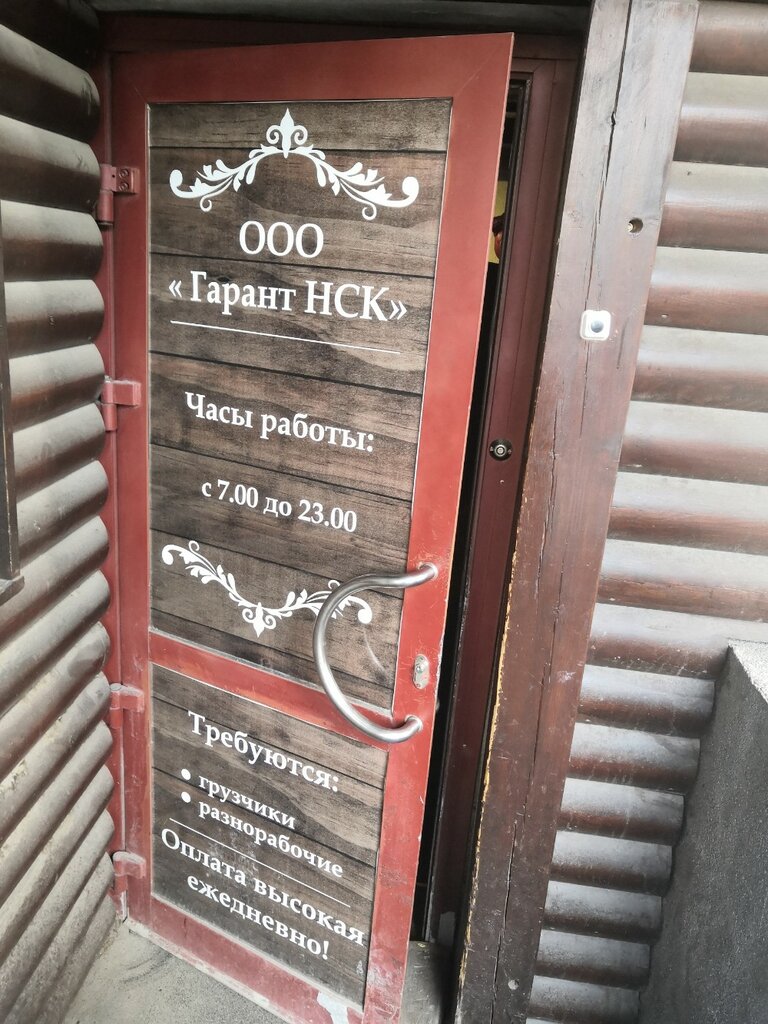 ООО
«Гарант НСК»
Часы работы:
с 7.00 до 23.00
Требуются:
• грузчики
• разнорабочие
Оплата высокая
ежедневно!